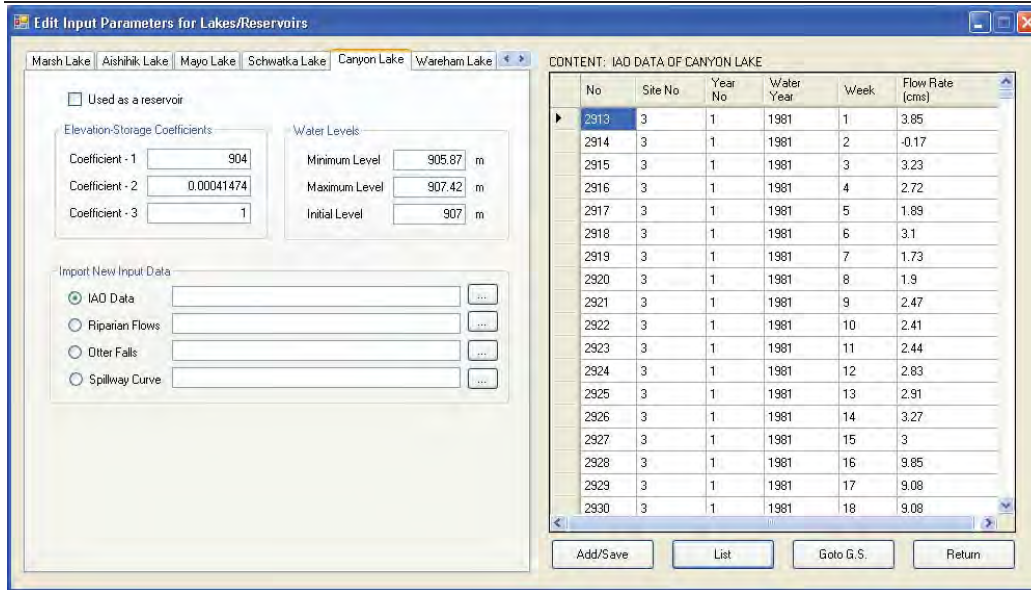 Edit Input Parameters for Lakes/Reservoirs
Marsh Lake Aishihik Lake Mayo Lake Schwatka Lake Canyon Lake Wareham Lake
Used as a reservoir
Elevation-Storage Coefficients
Coefficient - 1 904
Coefficient - 2 0.00041474
Coefficient - 3 1
Water Levels
Minimum Level 905.87 m
Maximum Level 907.42 m
Initial Level 907 m
Import New Input Data
IAO Data ...
Riparian Flows ...
Otter Falls ...
Spillway Curve ...
CONTENT: IAO DATA OF CANYON LAKE
No Site No Year No Water Year Week Flow Rate (cms)
2913 3 1 1981 1 3.85
2914 3 1 1981 2 -0.17
2915 3 1 1981 3 3.23
2916 3 1 1981 4 2.72
2917 3 1 1981 5 1.89
2918 3 1 1981 6 3.1
2919 3 1 1981 7 1.73
2920 3 1 1981 8 1.9
2921 3 1 1981 9 2.47
2922 3 1 1981 10 2.41
2923 3 1 1981 11 2.44
2924 3 1 1981 12 2.83
2925 3 1 1981 13 2.91
2926 3 1 1981 14 3.27
2927 3 1 1981 15 3
2928 3 1 1981 16 9.85
2929 3 1 1981 17 9.08
2930 3 1 1981 18 9.08
Add/Save List Goto G.S. Return